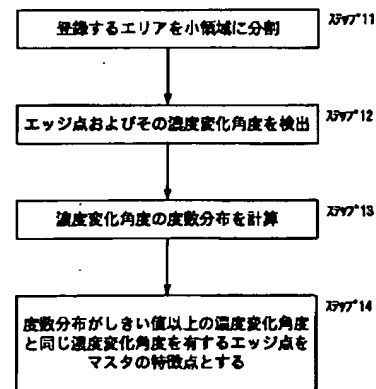 登録するエリアを小領域に分割
ステップ11
エッジ点およびその濃度変化角度を検出
ステップ12
濃度変化角度の度数分布を計算
ステップ13
度数分布がしきい値以上の濃度変化角度
と同じ濃度変化角度を有するエッジ点を
マスタの特徴点とする
ステップ14